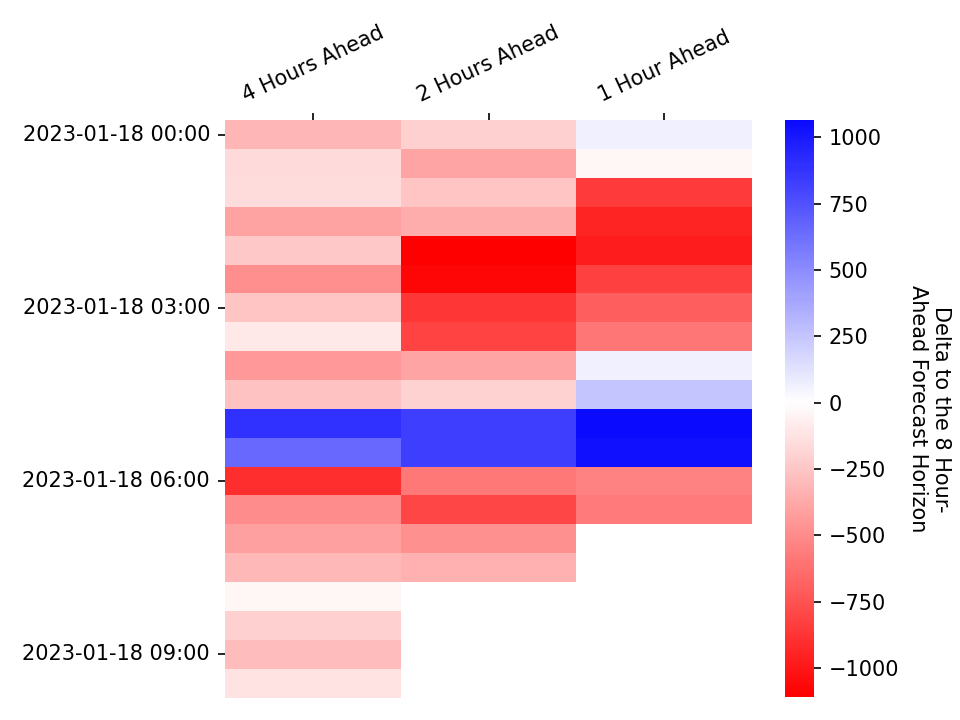 4 Hours Ahead
2 Hours Ahead
1 Hour Ahead
2023-01-18 00:00
2023-01-18 03:00
2023-01-18 06:00
2023-01-18 09:00
1000
750
500
250
0
−250
−500
−750
−1000
Delta to the 8 Hour-
Ahead Forecast Horizon